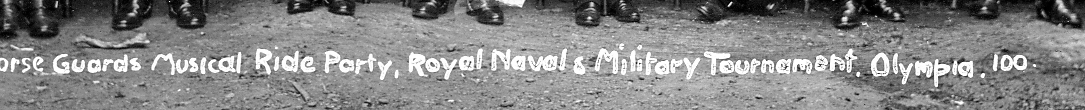 orse Guards Musical Ride Party, Royal Naval & Military Tournament. Olympia. 100.